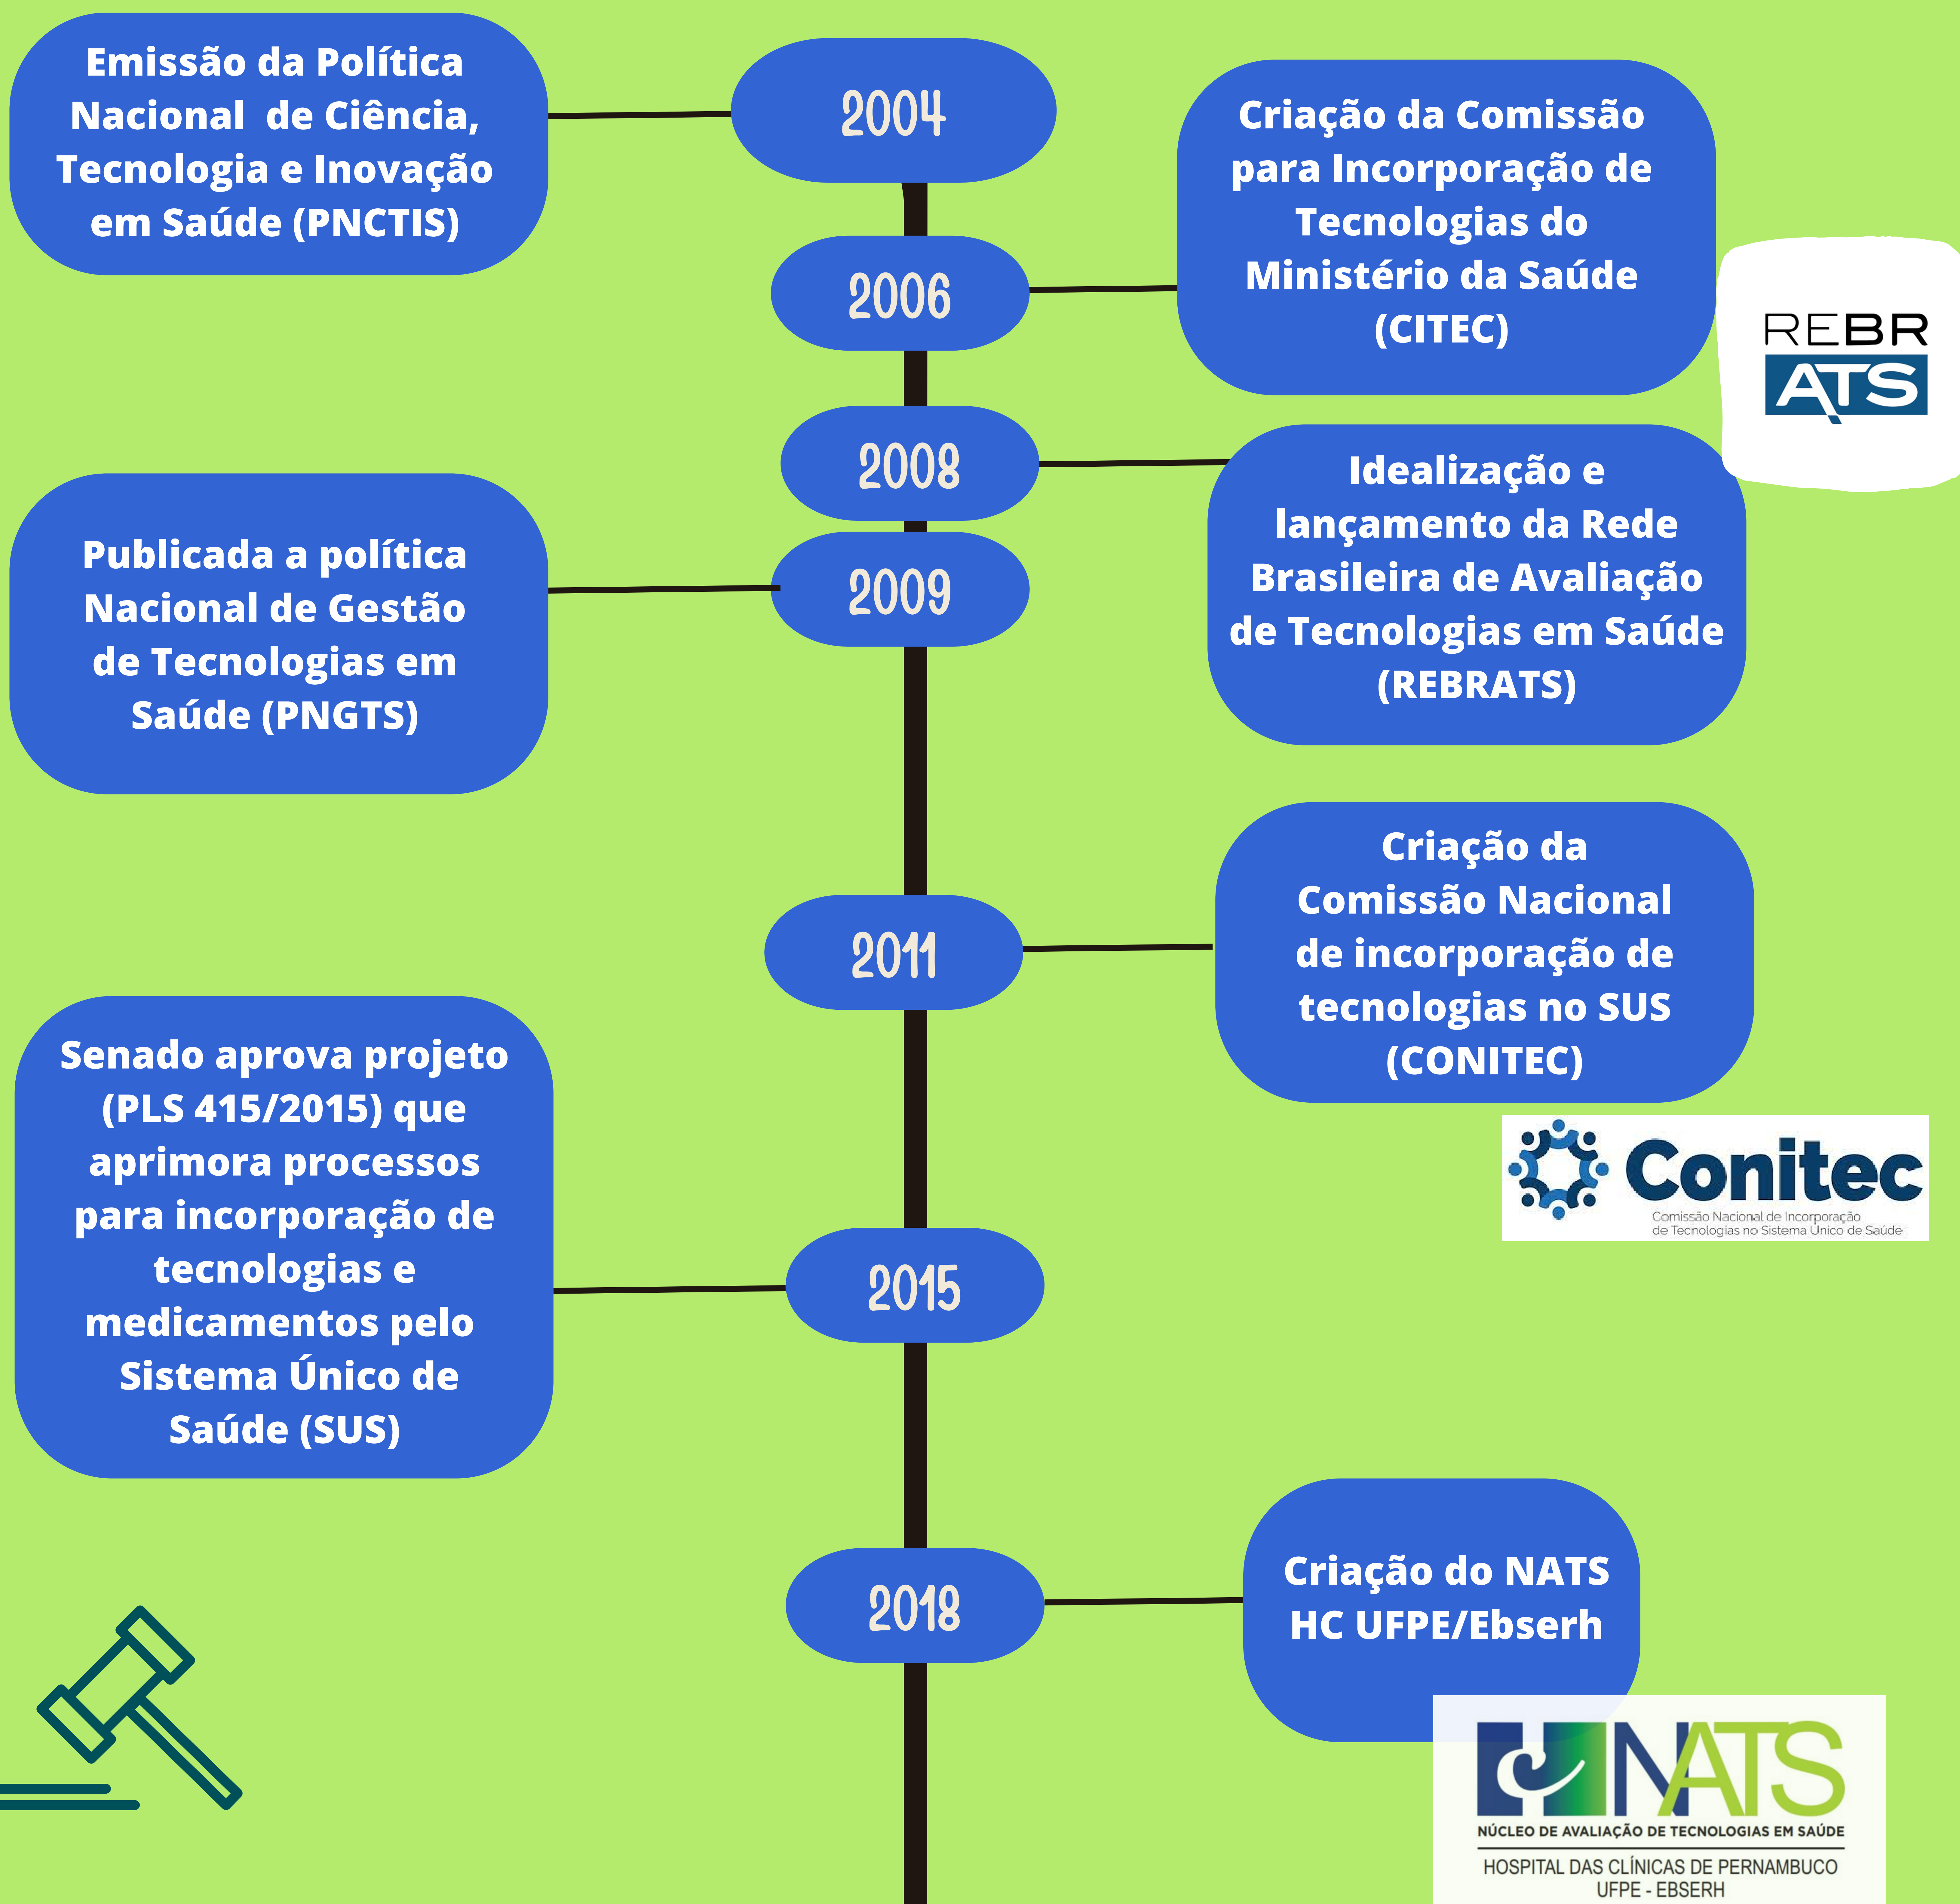 2004
Emissão da Política
Nacional de Ciência,
Tecnologia e Inovação
em Saúde (PNCTIS)
2006
Criação da Comissão
para Incorporação de
Tecnologias do
Ministério da Saúde
(CITEC)
REBR
ATS
2008
Idealização e
lançamento da Rede
Brasileira de Avaliação
de Tecnologias em Saúde
(REBRATS)
2009
Publicada a política
Nacional de Gestão
de Tecnologias em
Saúde (PNGTS)
2011
Criação da
Comissão Nacional
de incorporação de
tecnologias no SUS
(CONITEC)
Conitec
Comissão Nacional de Incorporação
de Tecnologias no Sistema Único de Saúde
2015
Senado aprova projeto
(PLS 415/2015) que
aprimora processos
para incorporação de
tecnologias e
medicamentos pelo
Sistema Único de
Saúde (SUS)
2018
Criação do NATS
HC UFPE/Ebserh
NATS
NÚCLEO DE AVALIAÇÃO DE TECNOLOGIAS EM SAÚDE
HOSPITAL DAS CLÍNICAS DE PERNAMBUCO
UFPE - EBSERH